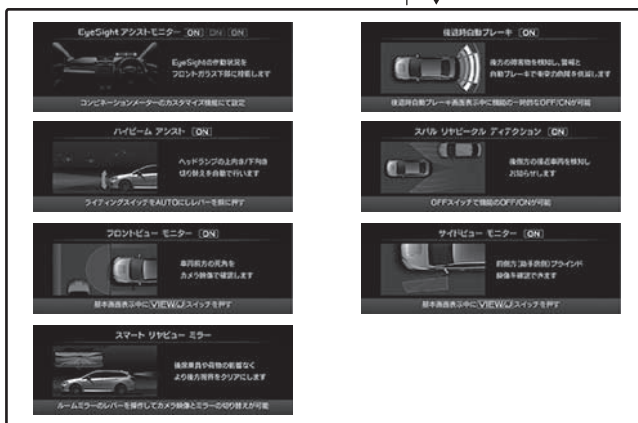 EyeSight アシストモニター ON ON ON
EyeSightの作動状況を
フロントガラス下部に投影します
コンビネーションメーターのカスタマイズ機能にて設定
後退時自動ブレーキ ON
後方の障害物を検知し、警報と
自動ブレーキで衝突の危険を低減します
後退時自動ブレーキ画面表示中に機能の一時的なOFF/ONが可能
ハイビーム アシスト ON
ヘッドランプの上向き/下向き
切り替えを自動で行います
ライティングスイッチをAUTOにしレバーを前に押す
スバル リヤビークル ディテクション ON
後側方の接近車両を検知し
お知らせします
OFFスイッチで機能のOFF/ONが可能
フロントビュー モニター ON
車両前方の死角を
カメラ映像で確認します
基本画面表示中にVIEWスイッチを押す
サイドビュー モニター ON
前側方(助手席側)ブラインド
映像を確認できます
基本画面表示中にVIEWスイッチを押す
スマート リヤビュー ミラー
後席乗員や荷物の影響なく
より後方視界をクリアにします
ルームミラーのレバーを操作してカメラ映像とミラーの切り替えが可能